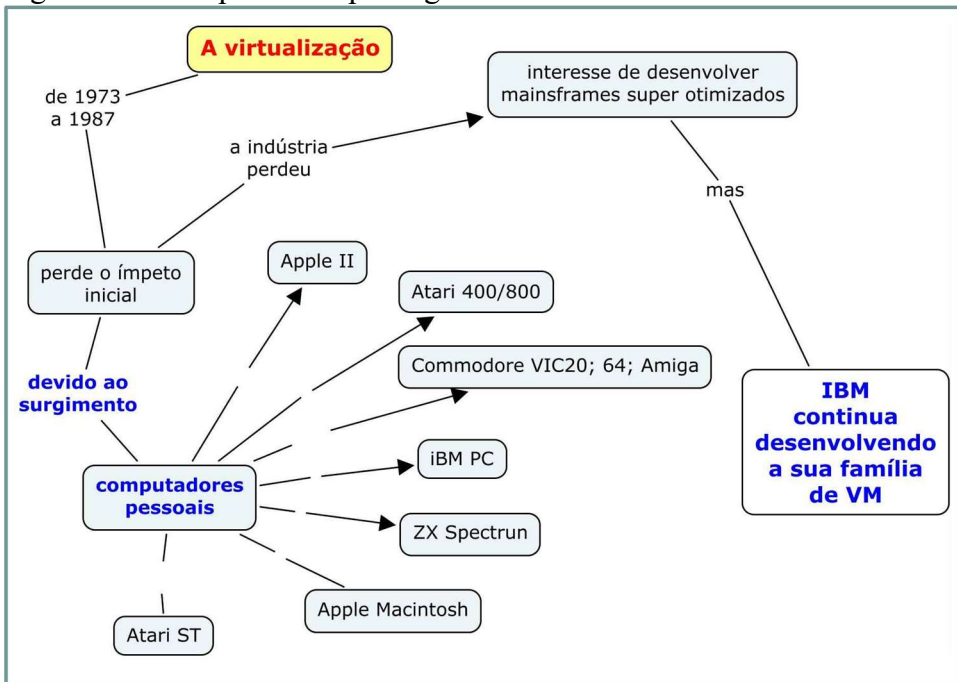 A virtualização
de 1973
a 1987
interesse de desenvolver
mainsframes super otimizados
a indústria
perdeu
mas
perde o ímpeto
inicial
Apple II
Atari 400/800
Commodore VIC20; 64; Amiga
devido ao
surgimento
IBM
continua
desenvolvendo
a sua família
de VM
computadores
pessoais
iBM PC
ZX Spectrun
Apple Macintosh
Atari ST